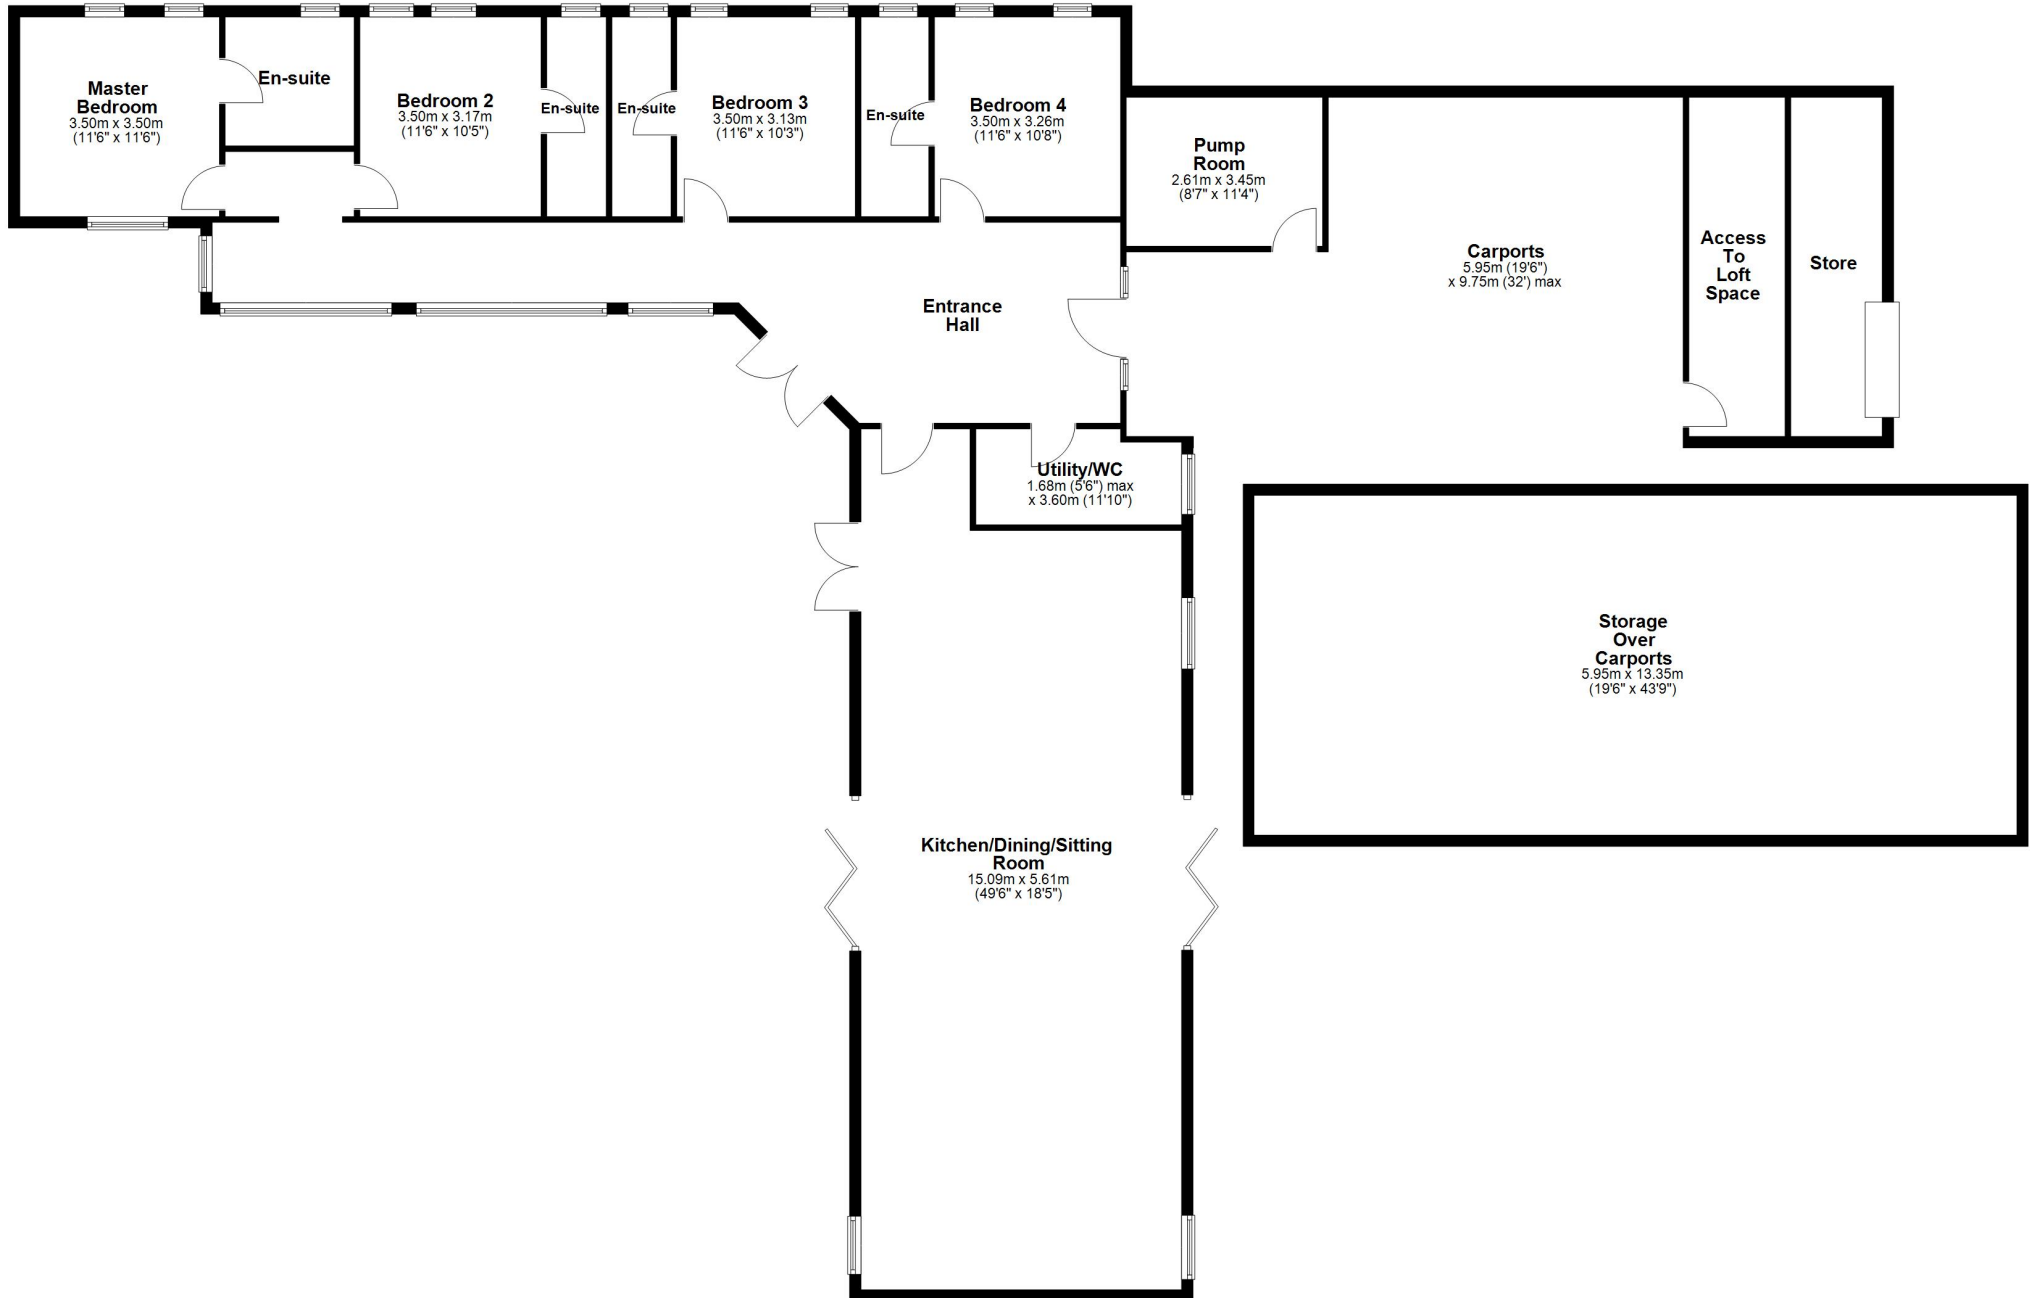 Master
Bedroom
3.50m x 3.50m
(11'6" x 11'6")
En-suite
Bedroom 2
3.50m x 3.17m
(11'6" x 10'5")
En-suite
En-suite
Bedroom 3
3.50m x 3.13m
(11'6" x 10'3")
En-suite
Bedroom 4
3.50m x 3.26m
(11'6" x 10'8")
Pump
Room
2.61m x 3.45m
(8'7" x 11'4")
Carports
5.95m (19'6")
x 9.75m (32') max
Access
To
Loft
Space
Store
Entrance
Hall
Utility/WC
1.68m (5'6") max
x 3.60m (11'10")
Storage
Over
Carports
5.95m x 13.35m
(19'6" x 43'9")
Kitchen/Dining/Sitting
Room
15.09m x 5.61m
(49'6" x 18'5")